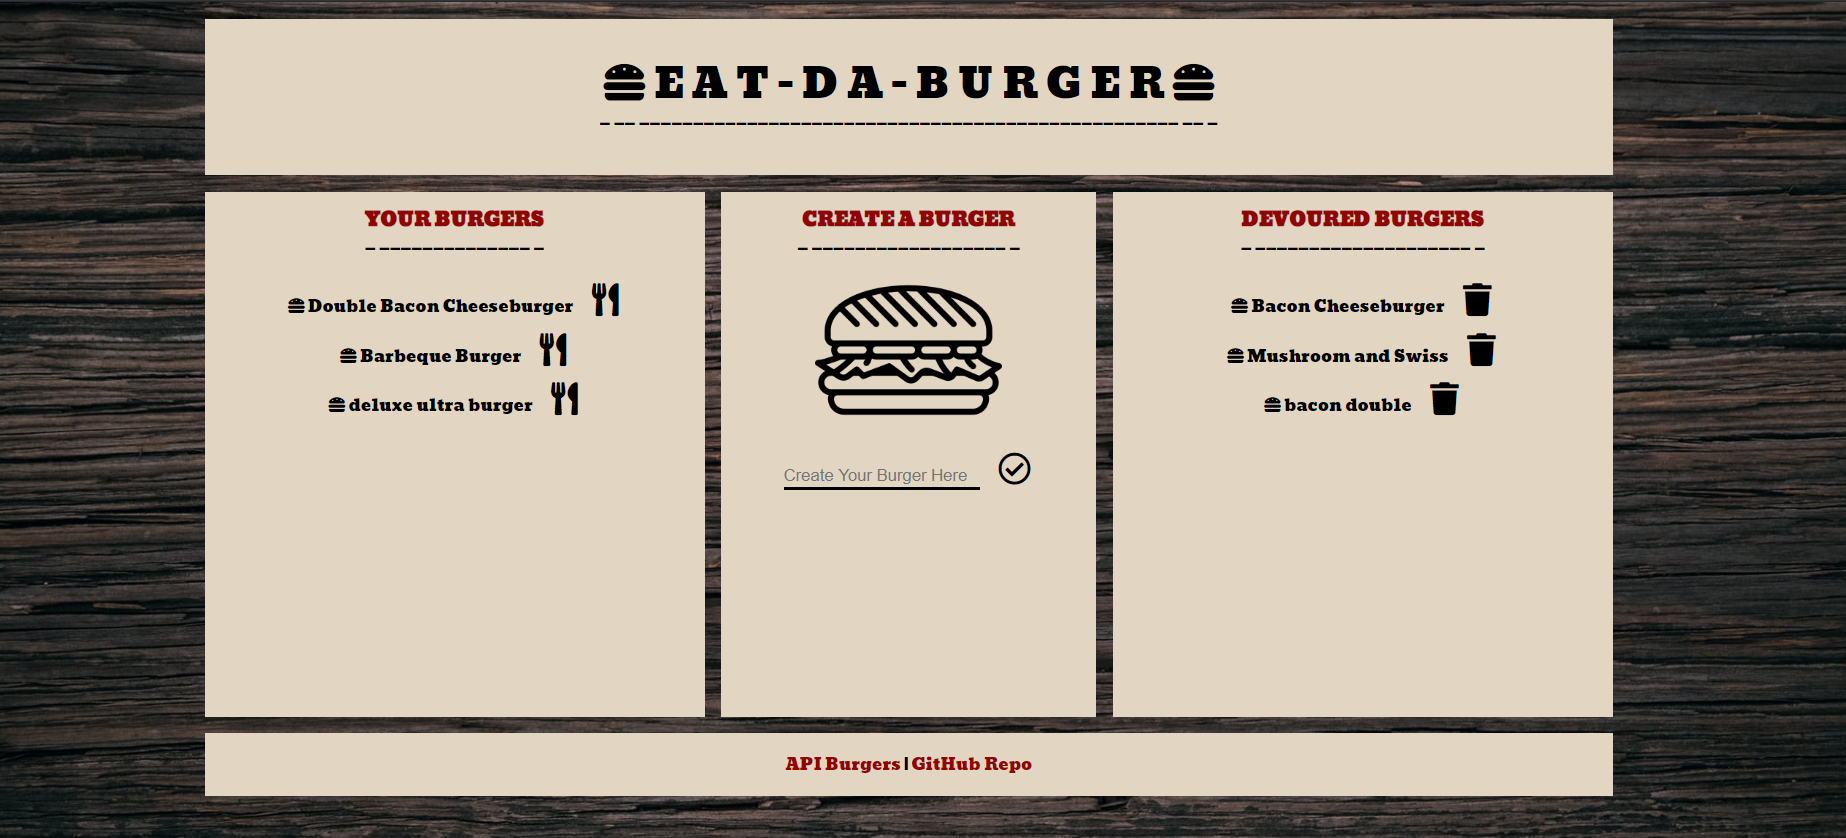 EAT-DA-BURGER
YOUR BURGERS
Double Bacon Cheeseburger
Barbeque Burger
deluxe ultra burger
CREATE A BURGER
Create Your Burger Here
DEVOURED BURGERS
Bacon Cheeseburger
Mushroom and Swiss
bacon double
API Burgers | GitHub Repo